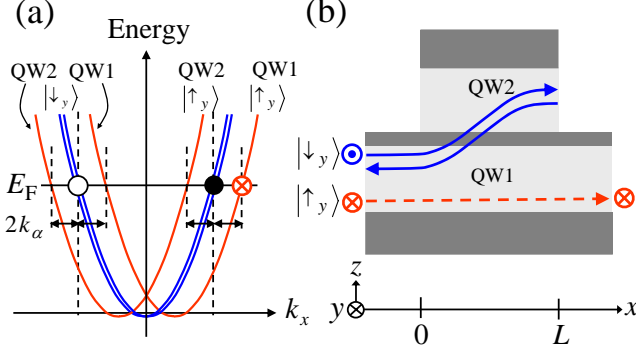 (a)
Energy
QW2
|↓y⟩
QW1
QW2
|↑y⟩
QW1
|↑y⟩
EF
2kα
kx
(b)
QW2
|↓y⟩
QW1
|↑y⟩
z
y
x
0
L